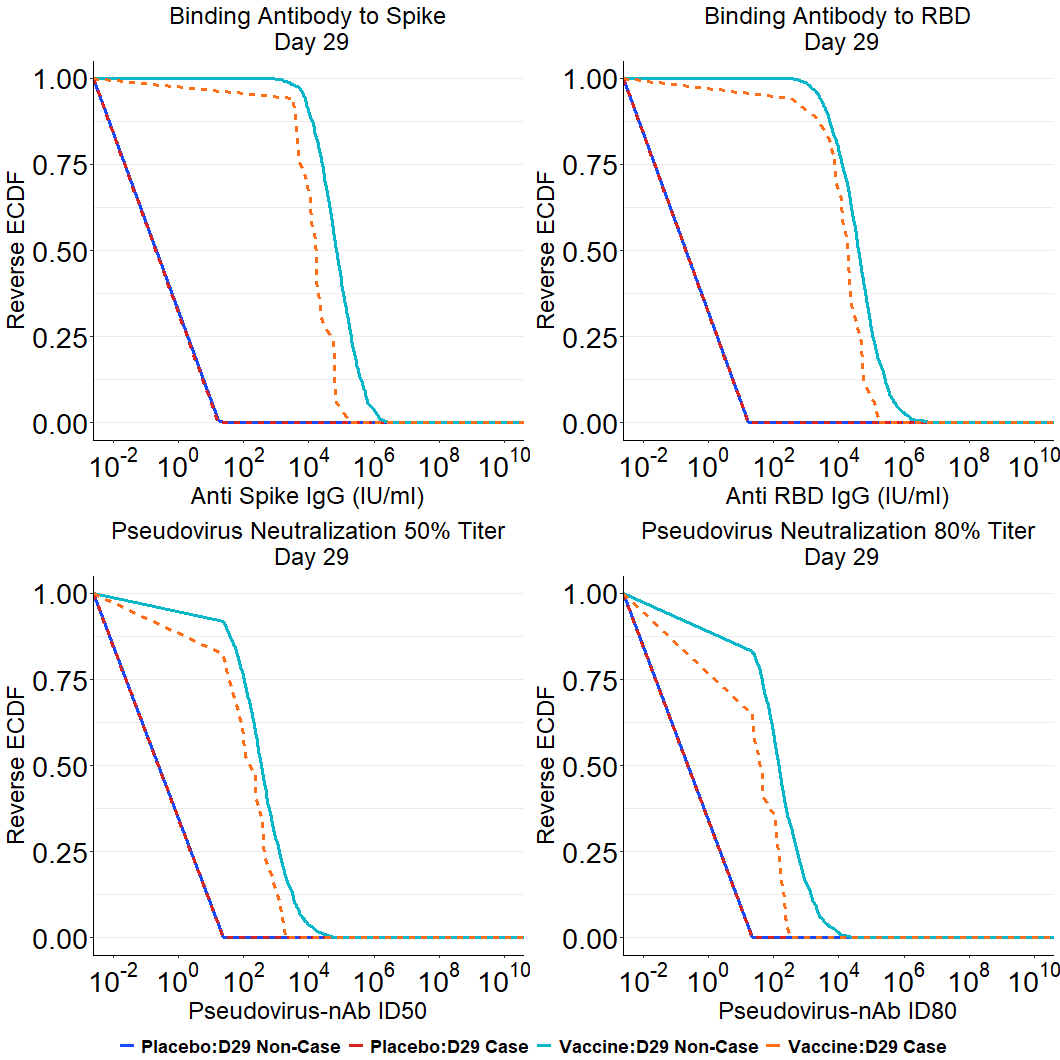 Binding Antibody to Spike
Day 29
Reverse ECDF
1.00
0.75
0.50
0.25
0.00
10^-2 10^0 10^2 10^4 10^6 10^8 10^10
Anti Spike IgG (IU/ml)
Binding Antibody to RBD
Day 29
Reverse ECDF
1.00
0.75
0.50
0.25
0.00
10^-2 10^0 10^2 10^4 10^6 10^8 10^10
Anti RBD IgG (IU/ml)
Pseudovirus Neutralization 50% Titer
Day 29
Reverse ECDF
1.00
0.75
0.50
0.25
0.00
10^-2 10^0 10^2 10^4 10^6 10^8 10^10
Pseudovirus-nAb ID50
Pseudovirus Neutralization 80% Titer
Day 29
Reverse ECDF
1.00
0.75
0.50
0.25
0.00
10^-2 10^0 10^2 10^4 10^6 10^8 10^10
Pseudovirus-nAb ID80
Placebo:D29 Non-Case Placebo:D29 Case Vaccine:D29 Non-Case Vaccine:D29 Case